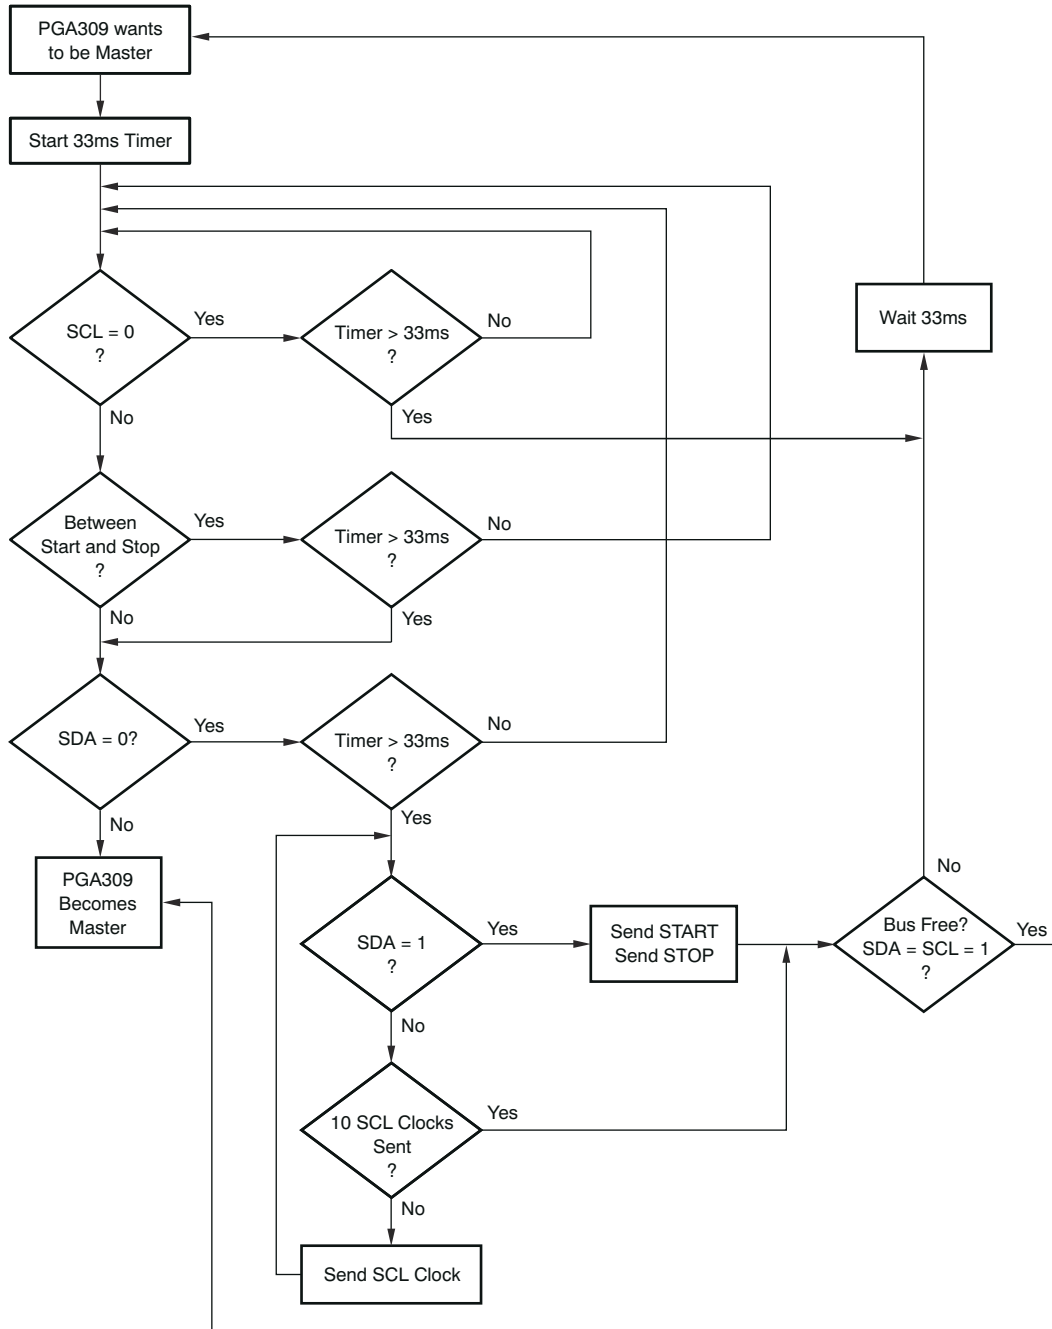 PGA309 wants
to be Master
Start 33ms Timer
SCL = 0
?
Yes
Timer > 33ms
?
No
Wait 33ms
No
Yes
Between
Start and Stop
?
Yes
Timer > 33ms
?
No
No
Yes
SDA = 0?
Yes
Timer > 33ms
?
No
No
Yes
PGA309
Becomes
Master
SDA = 1
?
Yes
Send START
Send STOP
No
Bus Free?
SDA = SCL = 1
?
Yes
No
10 SCL Clocks
Sent
?
Yes
No
Send SCL Clock